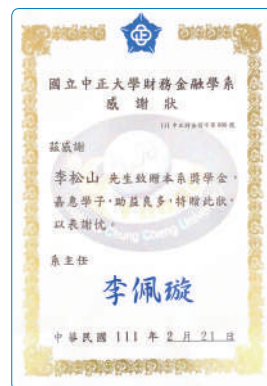 國立中正大學財務金融學系
感謝狀
茲感謝
李松山 先生致贈本系獎學金，
嘉惠學子，助益良多，特贈此狀，
以表謝忱。
系主任
李佩璇
中華民國 111 年 2 月 21 日